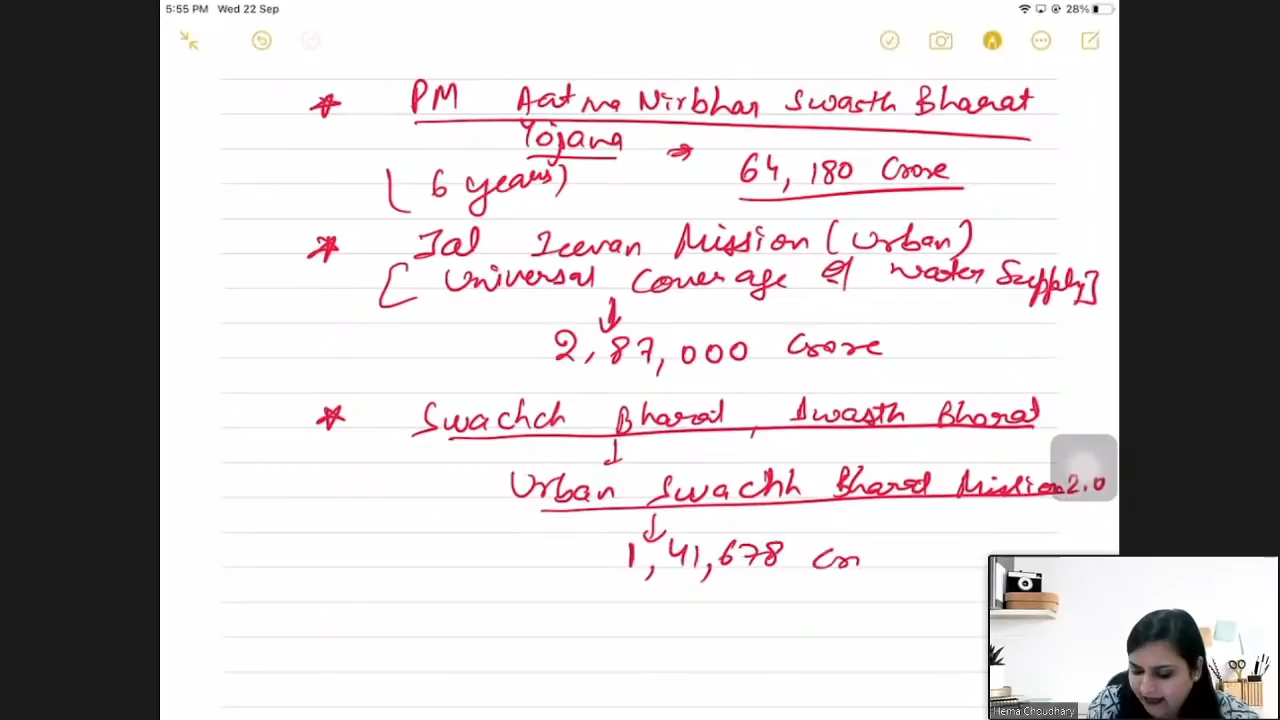 5:55 PM Wed 22 Sep
28%
* PM Aatma Nirbhar Swasth Bharat
Yojana → 64,180 Crore
( 6 years)
* Jal Jeevan Mission (Urban)
[ Universal Coverage of Water Supply]
↓
2,87,000 Crore
* Swachch Bharat, Swasth Bharat
↓
Urban Swachh Bharat Mission 2.0
↓
1,41,678 Cr
Hema Choudhary